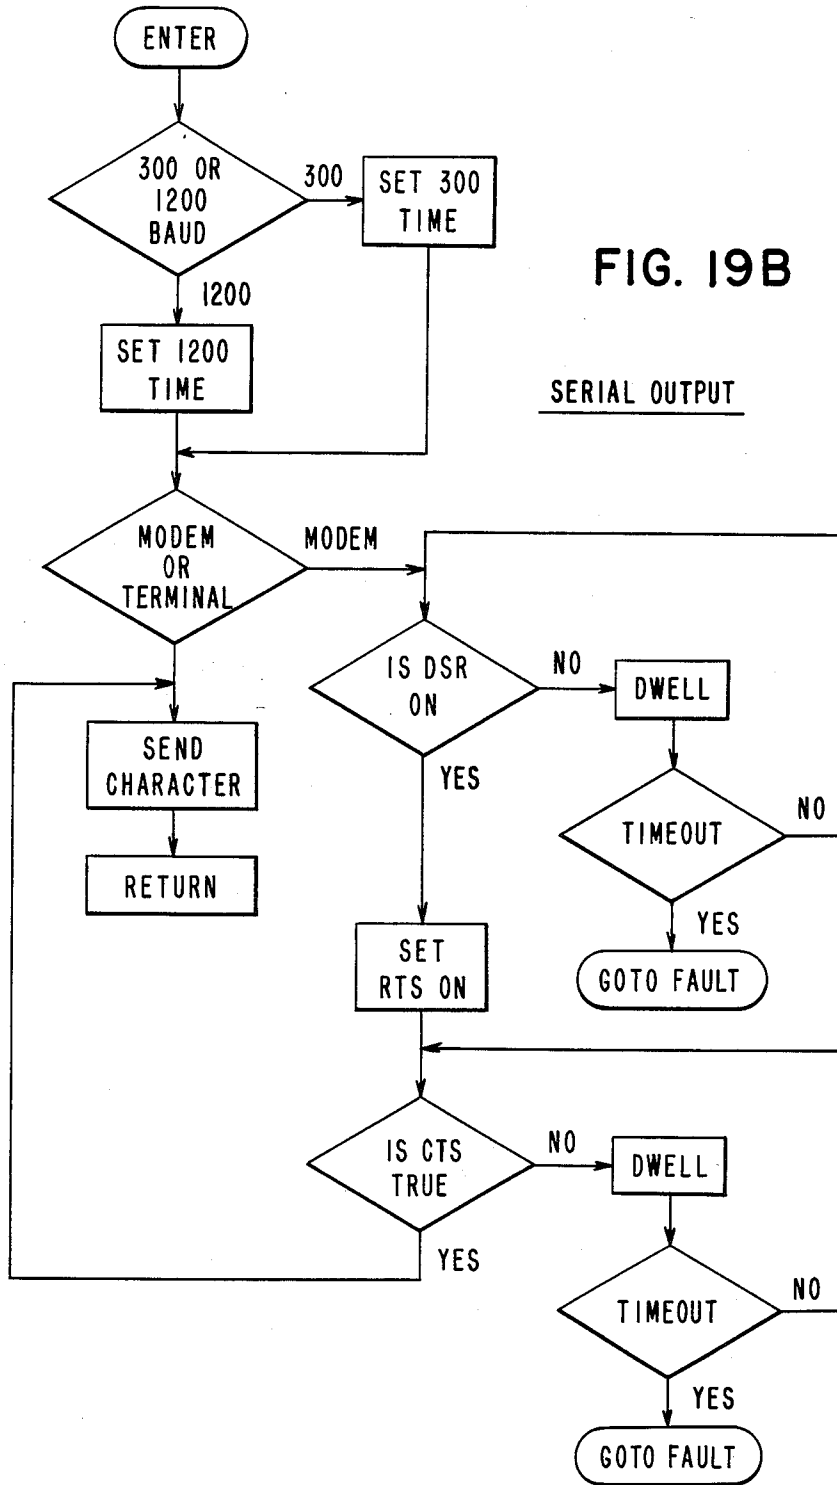 ENTER
300 OR
1200
BAUD
300
SET 300
TIME
FIG. 19B
1200
SET 1200
TIME
SERIAL OUTPUT
MODEM
OR
TERMINAL
MODEM
IS DSR
ON
NO
DWELL
YES
SEND
CHARACTER
TIMEOUT
NO
RETURN
YES
SET
RTS ON
GOTO FAULT
IS CTS
TRUE
NO
DWELL
YES
TIMEOUT
NO
YES
GOTO FAULT